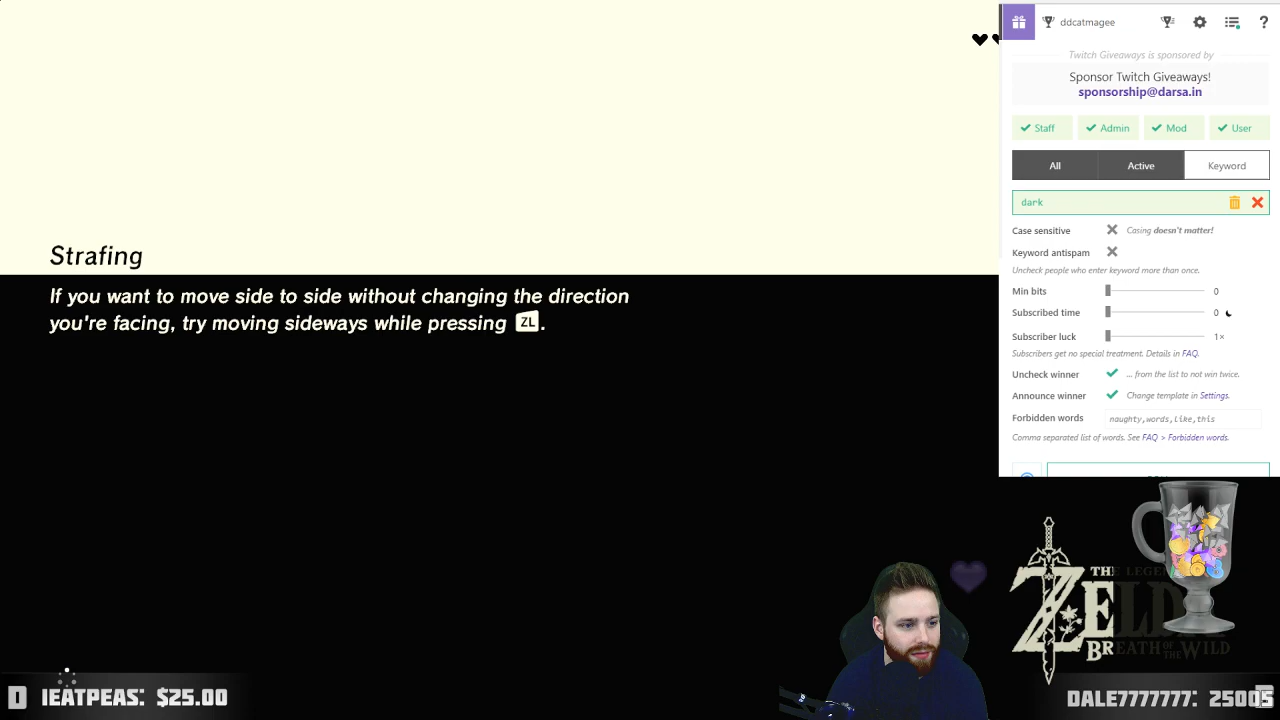 ddcatmagee
?
Twitch Giveaways is sponsored by
Sponsor Twitch Giveaways!
sponsorship@darsa.in
Staff Admin Mod User
All Active Keyword
dark
Case sensitive Casing doesn't matter!
Keyword antispam
Uncheck people who enter keyword more than once.
Min bits 0
Subscribed time 0
Subscriber luck 1×
Subscribers get no special treatment. Details in FAQ.
Uncheck winner ... from the list to not win twice.
Announce winner Change template in Settings.
Forbidden words naughty,words,like,this
Comma separated list of words. See FAQ > Forbidden words.
Strafing
If you want to move side to side without changing the direction
you're facing, try moving sideways while pressing ZL.
THE LEGEND
ZELDA
BREATH OF THE WILD
IEATPEAS: $25.00
DALE7777777: 25005